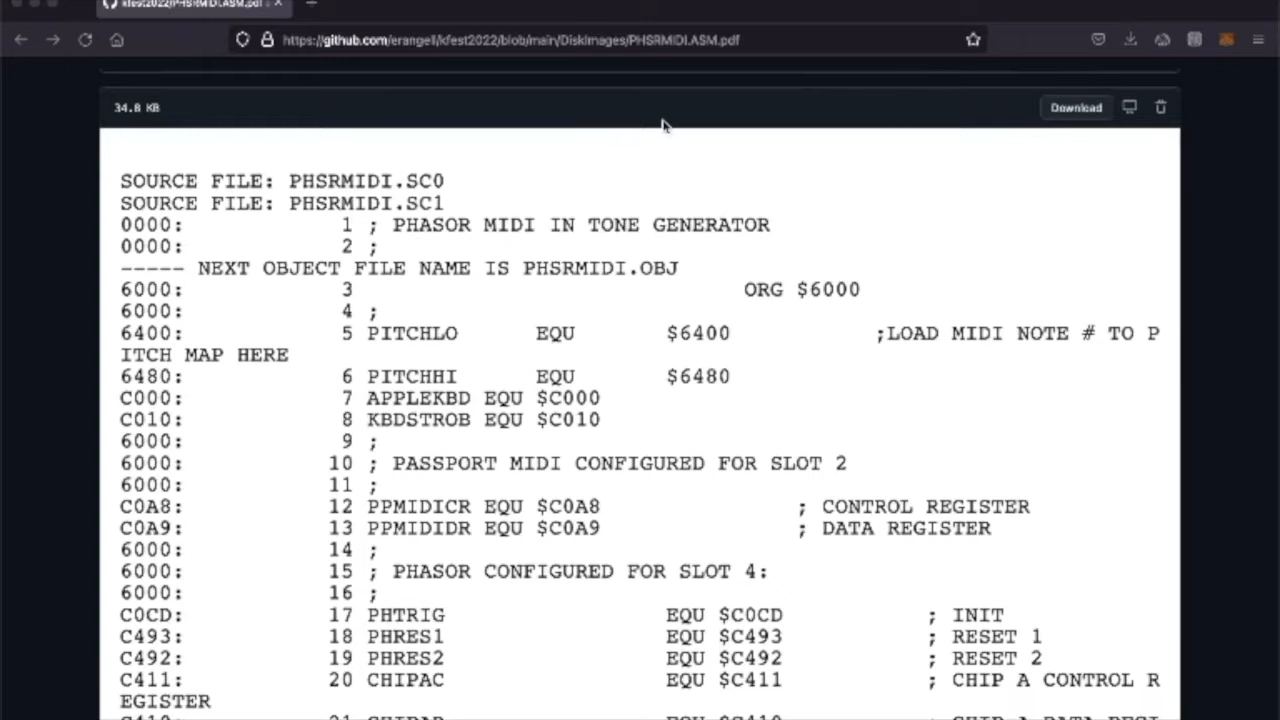 kfest2022/PHSRMIDI.ASM.pdf
https://github.com/erangell/kfest2022/blob/main/DiskImages/PHSRMIDI.ASM.pdf
34.8 KB
Download
SOURCE FILE: PHSRMIDI.SC0
SOURCE FILE: PHSRMIDI.SC1
0000: 1 ; PHASOR MIDI IN TONE GENERATOR
0000: 2 ;
----- NEXT OBJECT FILE NAME IS PHSRMIDI.OBJ
6000: 3 ORG $6000
6000: 4 ;
6400: 5 PITCHLO EQU $6400 ;LOAD MIDI NOTE # TO P
ITCH MAP HERE
6480: 6 PITCHHI EQU $6480
C000: 7 APPLEKBD EQU $C000
C010: 8 KBDSTROB EQU $C010
6000: 9 ;
6000: 10 ; PASSPORT MIDI CONFIGURED FOR SLOT 2
6000: 11 ;
C0A8: 12 PPMIDICR EQU $C0A8 ; CONTROL REGISTER
C0A9: 13 PPMIDIDR EQU $C0A9 ; DATA REGISTER
6000: 14 ;
6000: 15 ; PHASOR CONFIGURED FOR SLOT 4:
6000: 16 ;
C0CD: 17 PHTRIG EQU $C0CD ; INIT
C493: 18 PHRES1 EQU $C493 ; RESET 1
C492: 19 PHRES2 EQU $C492 ; RESET 2
C411: 20 CHIPAC EQU $C411 ; CHIP A CONTROL R
EGISTER